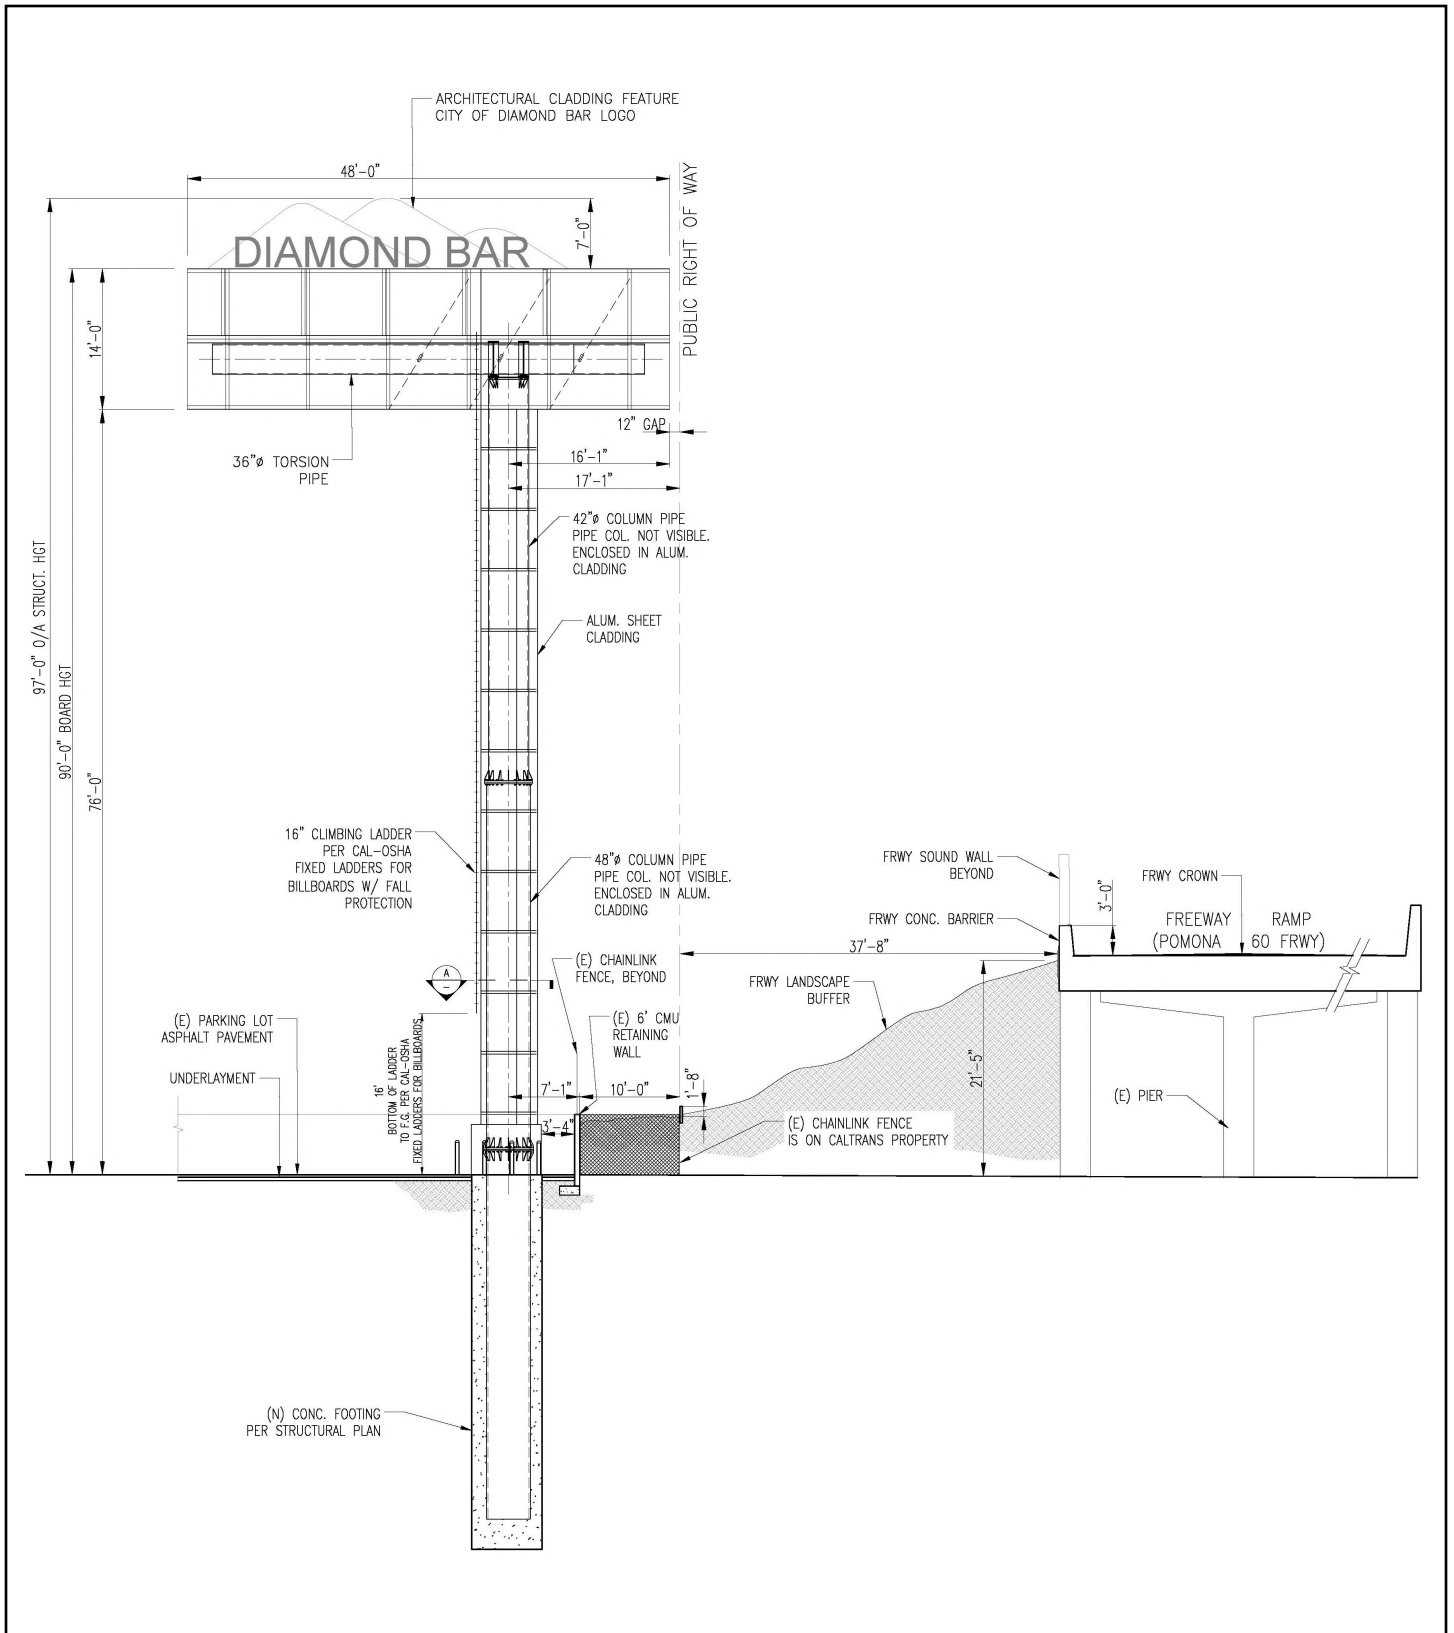 ARCHITECTURAL CLADDING FEATURE
CITY OF DIAMOND BAR LOGO
48'-0"
PUBLIC RIGHT OF WAY
7'-0"
DIAMOND BAR
14'-0"
12" GAP
16'-1"
36"ø TORSION
PIPE
17'-1"
42"ø COLUMN PIPE
PIPE COL. NOT VISIBLE.
ENCLOSED IN ALUM.
CLADDING
97'-0" O/A STRUCT. HGT
90'-0" BOARD HGT
76'-0"
ALUM. SHEET
CLADDING
16" CLIMBING LADDER
PER CAL-OSHA
FIXED LADDERS FOR
BILLBOARDS W/ FALL
PROTECTION
48"ø COLUMN PIPE
PIPE COL. NOT VISIBLE.
ENCLOSED IN ALUM.
CLADDING
FRWY SOUND WALL
BEYOND
3'-0"
FRWY CROWN
FRWY CONC. BARRIER
FREEWAY RAMP
(POMONA 60 FRWY)
37'-8"
(E) CHAINLINK
FENCE, BEYOND
A
-
FRWY LANDSCAPE
BUFFER
(E) PARKING LOT
ASPHALT PAVEMENT
(E) 6' CMU
RETAINING
WALL
UNDERLAYMENT
16'
BOTTOM OF LADDER
TO F.G. PER CAL-OSHA
FIXED LADDERS FOR BILLBOARDS
7'-1"
10'-0"
1'-8"
21'-5"
(E) PIER
3'-4"
(E) CHAINLINK FENCE
IS ON CALTRANS PROPERTY
(N) CONC. FOOTING
PER STRUCTURAL PLAN